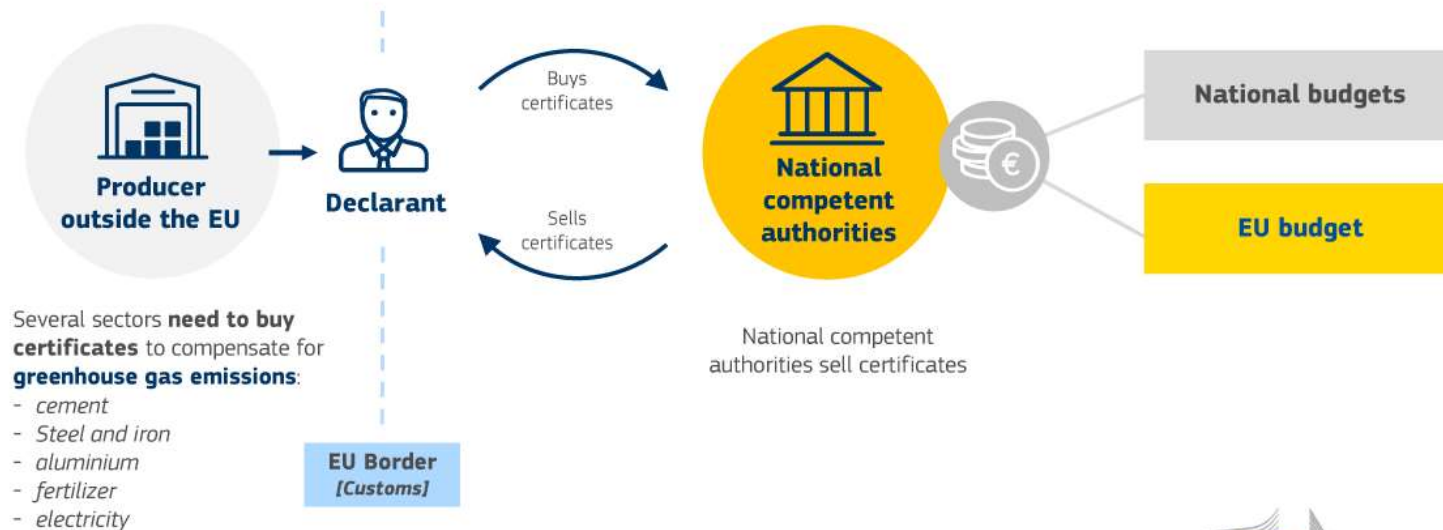 Buys
certificates
Producer
outside the EU
Declarant
Sells
certificates
National
competent
authorities
€
National budgets
EU budget
Several sectors need to buy
certificates to compensate for
greenhouse gas emissions:
- cement
- Steel and iron
- aluminium
- fertilizer
- electricity
EU Border
[Customs]
National competent
authorities sell certificates